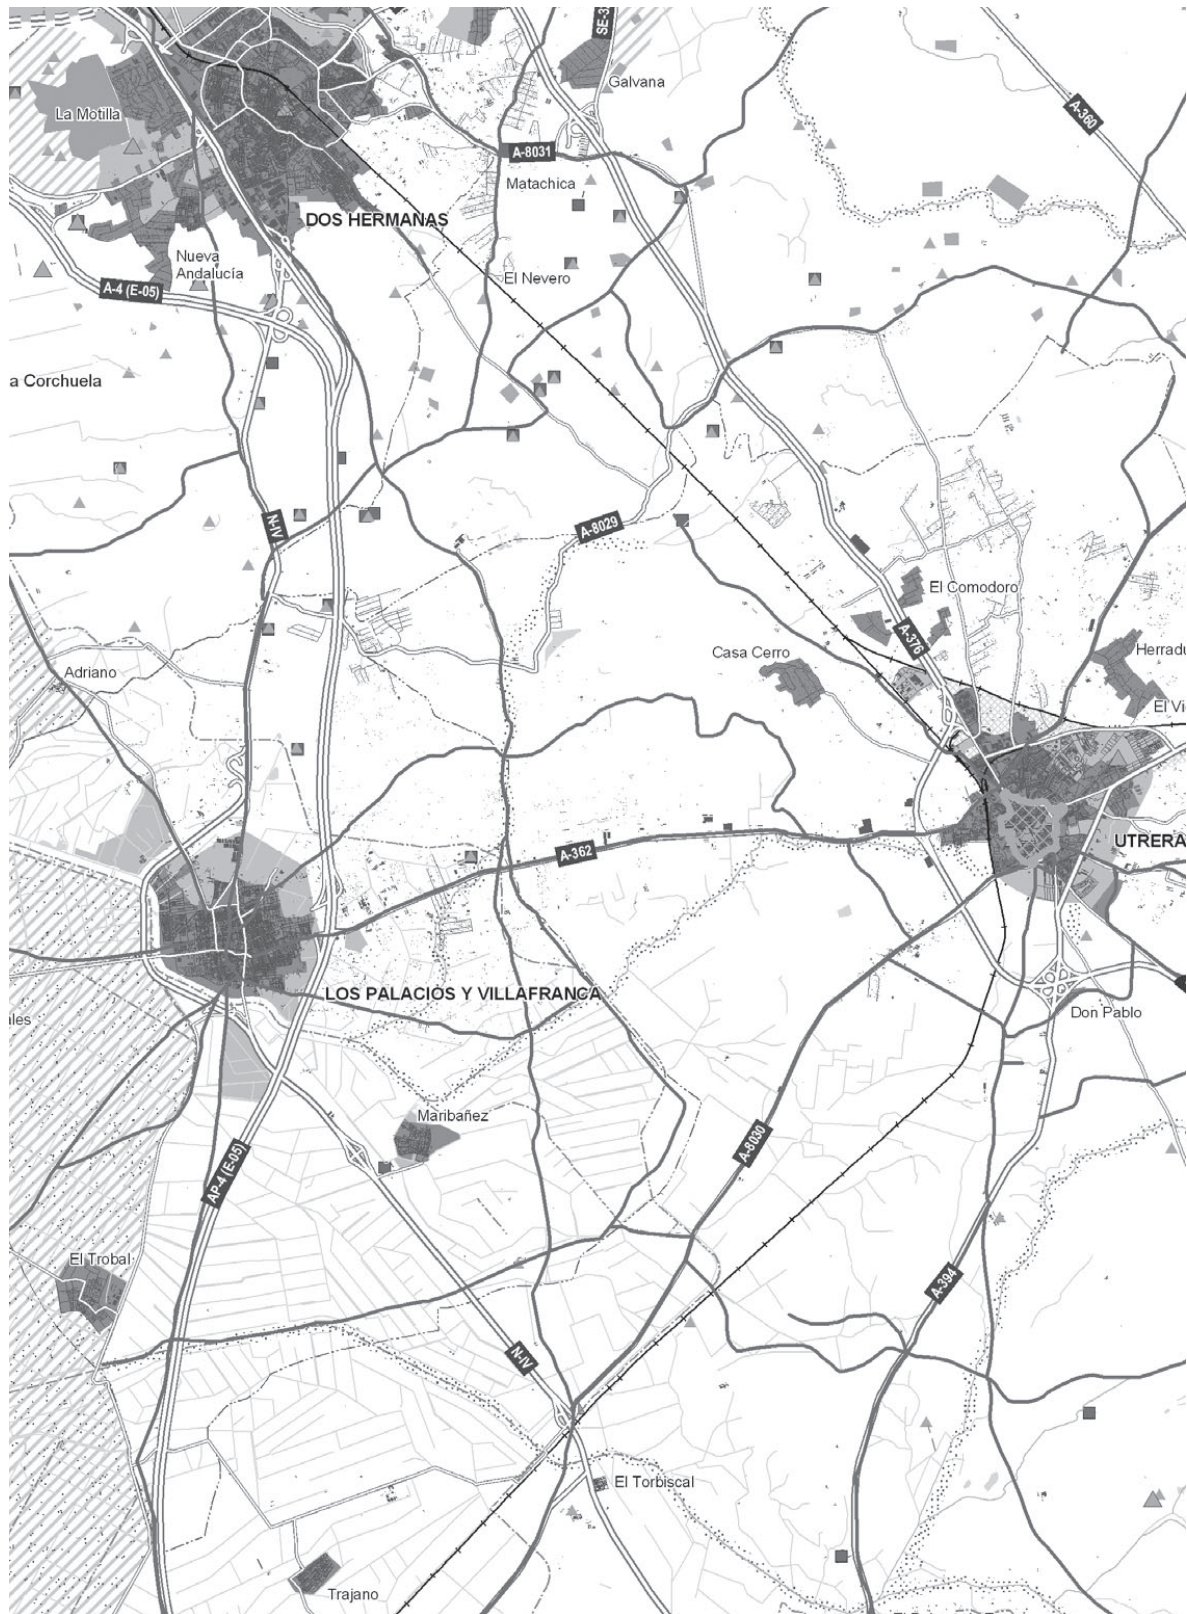 SE-3
Galvana
La Motilla
A-360
A-8031
Matachica
DOS HERMANAS
Nueva
Andalucía
El Nevero
A-4 (E-05)
a Corchuela
N-IV
A-8029
El Comodoro
A-376
Casa Cerro
Herradu
Adriano
El Vi
A-362
UTRERA
LOS PALACIOS Y VILLAFRANCA
ales
Don Pablo
Maribañez
A-8030
AP-4 (E-05)
El Trobal
A-394
N-IV
El Torbiscal
Trajano